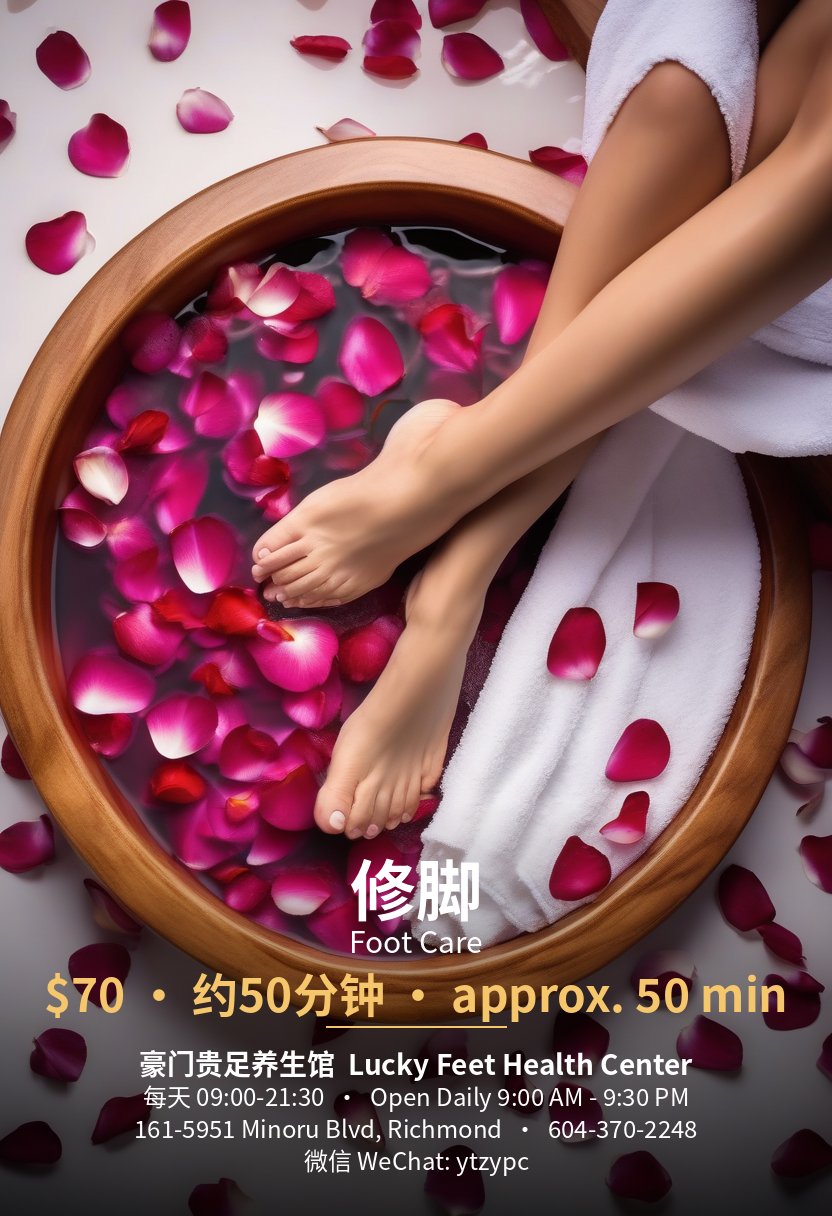 修脚
Foot Care
$70 · 约50分钟 · approx. 50 min
豪门贵足养生馆 Lucky Feet Health Center
每天 09:00-21:30 · Open Daily 9:00 AM - 9:30 PM
161-5951 Minoru Blvd, Richmond · 604-370-2248
微信 WeChat: ytzypc